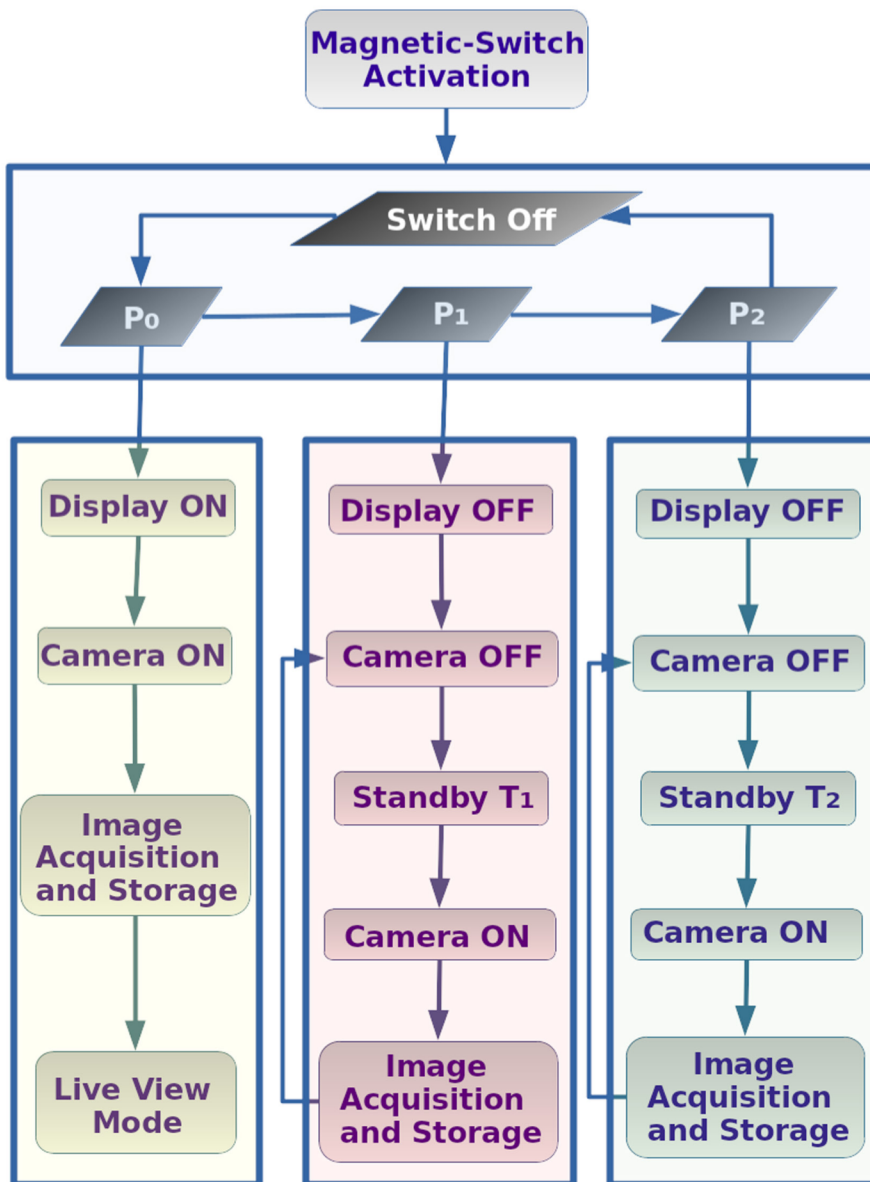 Magnetic-Switch
Activation
Switch Off
P₀
P₁
P₂
Display ON
Camera ON
Image
Acquisition
and Storage
Live View
Mode
Display OFF
Camera OFF
Standby T₁
Camera ON
Image
Acquisition
and Storage
Display OFF
Camera OFF
Standby T₂
Camera ON
Image
Acquisition
and Storage